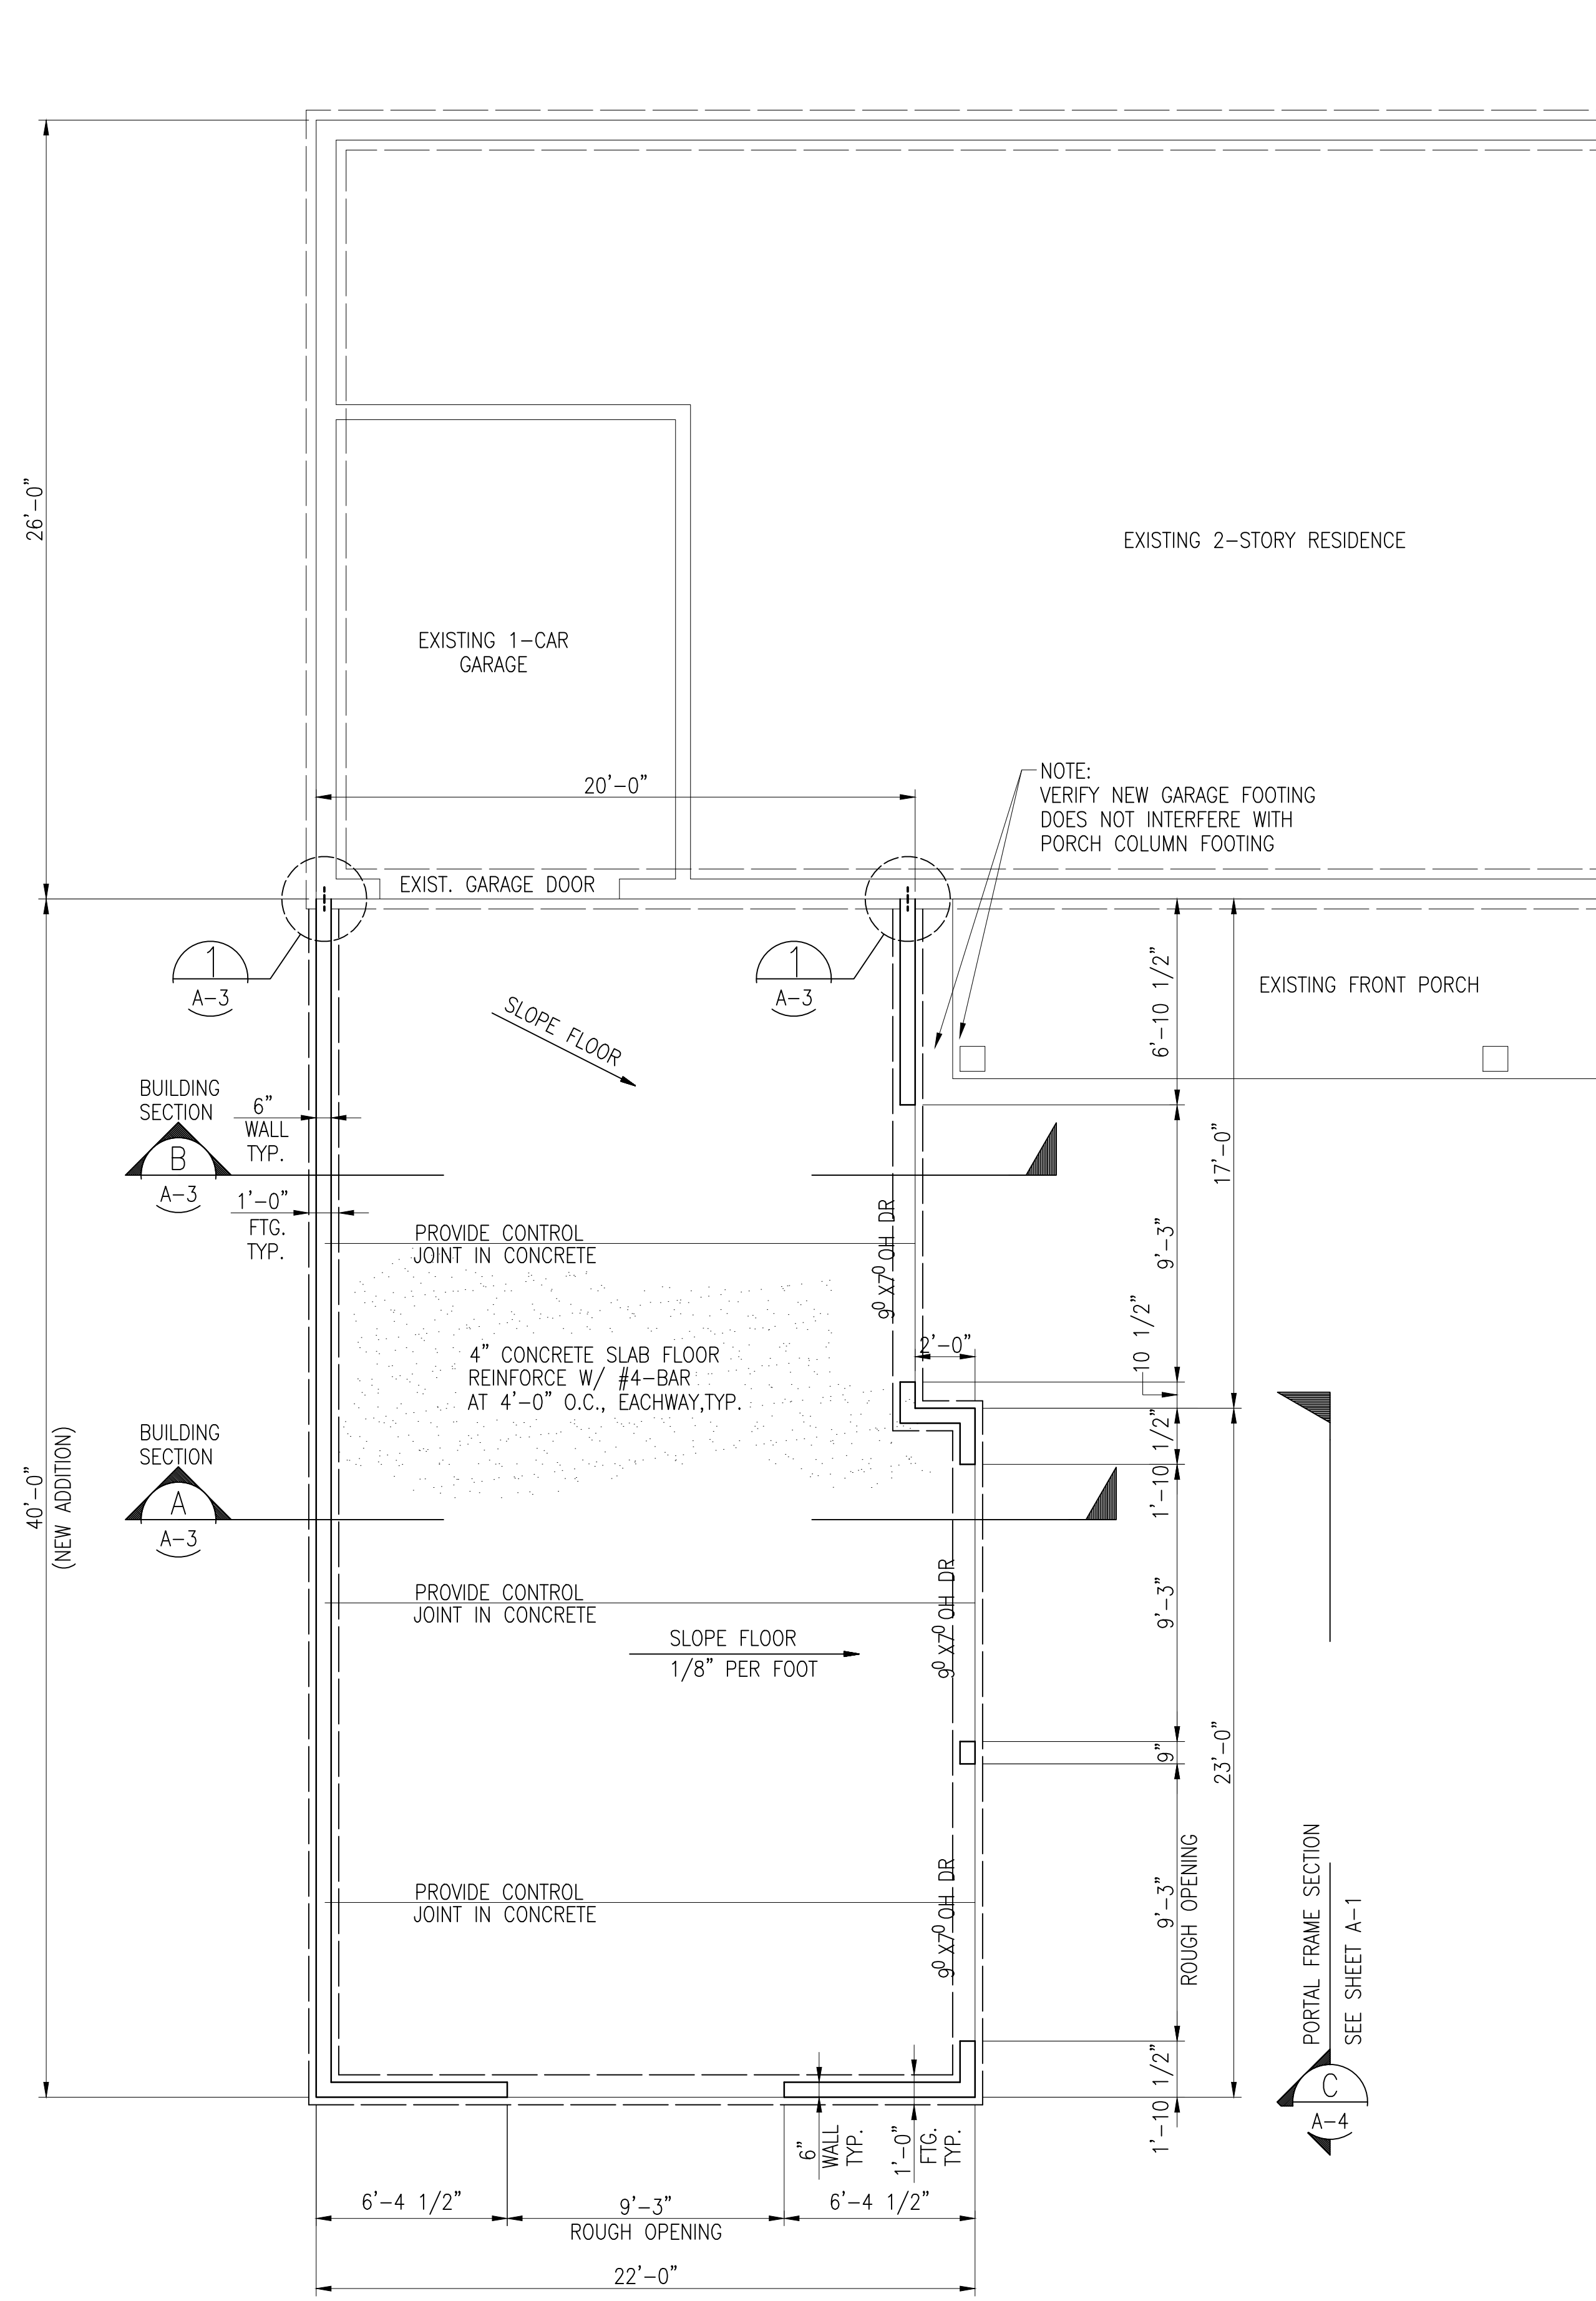 26'-0"
EXISTING 2-STORY RESIDENCE
EXISTING 1-CAR
GARAGE
20'-0"
NOTE:
VERIFY NEW GARAGE FOOTING
DOES NOT INTERFERE WITH
PORCH COLUMN FOOTING
EXIST. GARAGE DOOR
1
A-3
1
A-3
6'-10 1/2"
EXISTING FRONT PORCH
SLOPE FLOOR
BUILDING
SECTION
B
A-3
6"
WALL
TYP.
1'-0"
FTG.
TYP.
17'-0"
9'-3"
PROVIDE CONTROL
JOINT IN CONCRETE
9⁰ X7⁰ OH DR
10 1/2"
2'-0"
4" CONCRETE SLAB FLOOR
REINFORCE W/ #4-BAR
AT 4'-0" O.C., EACHWAY,TYP.
40'-0"
(NEW ADDITION)
BUILDING
SECTION
A
A-3
1'-10 1/2"
9'-3"
PROVIDE CONTROL
JOINT IN CONCRETE
9⁰ X7⁰ OH DR
SLOPE FLOOR
1/8" PER FOOT
9"
23'-0"
PROVIDE CONTROL
JOINT IN CONCRETE
9⁰ X7⁰ OH DR
9'-3"
ROUGH OPENING
PORTAL FRAME SECTION
SEE SHEET A-1
C
A-4
1'-10 1/2"
6"
WALL
TYP.
1'-0"
FTG.
TYP.
6'-4 1/2"
9'-3"
ROUGH OPENING
6'-4 1/2"
22'-0"